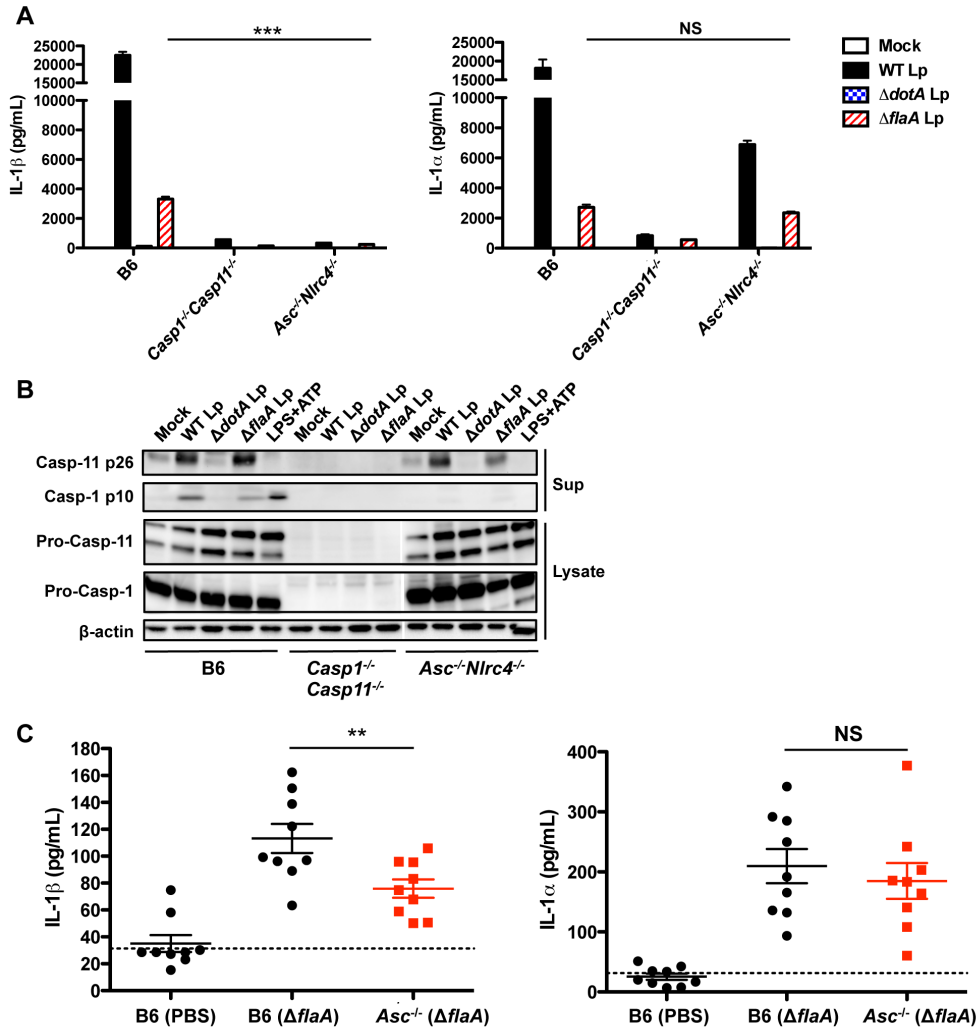 A
***
NS
Mock
WT Lp
ΔdotA Lp
ΔflaA Lp
IL-1β (pg/mL)
25000
20000
15000
10000
8000
6000
4000
2000
0
B6
Casp1-/-Casp11-/-
Asc-/-Nlrc4-/-
IL-1α (pg/mL)
25000
20000
15000
10000
8000
6000
4000
2000
0
B6
Casp1-/-Casp11-/-
Asc-/-Nlrc4-/-
B
Mock WT Lp ΔdotA Lp ΔflaA Lp LPS+ATP Mock WT Lp ΔdotA Lp ΔflaA Lp Mock WT Lp ΔdotA Lp ΔflaA Lp LPS+ATP
Casp-11 p26
Casp-1 p10
Sup
Pro-Casp-11
Pro-Casp-1
β-actin
Lysate
B6
Casp1-/-
Casp11-/-
Asc-/-Nlrc4-/-
C
**
IL-1β (pg/mL)
180
160
140
120
100
80
60
40
20
0
B6 (PBS) B6 (ΔflaA) Asc-/- (ΔflaA)
NS
IL-1α (pg/mL)
400
300
200
100
0
B6 (PBS) B6 (ΔflaA) Asc-/- (ΔflaA)